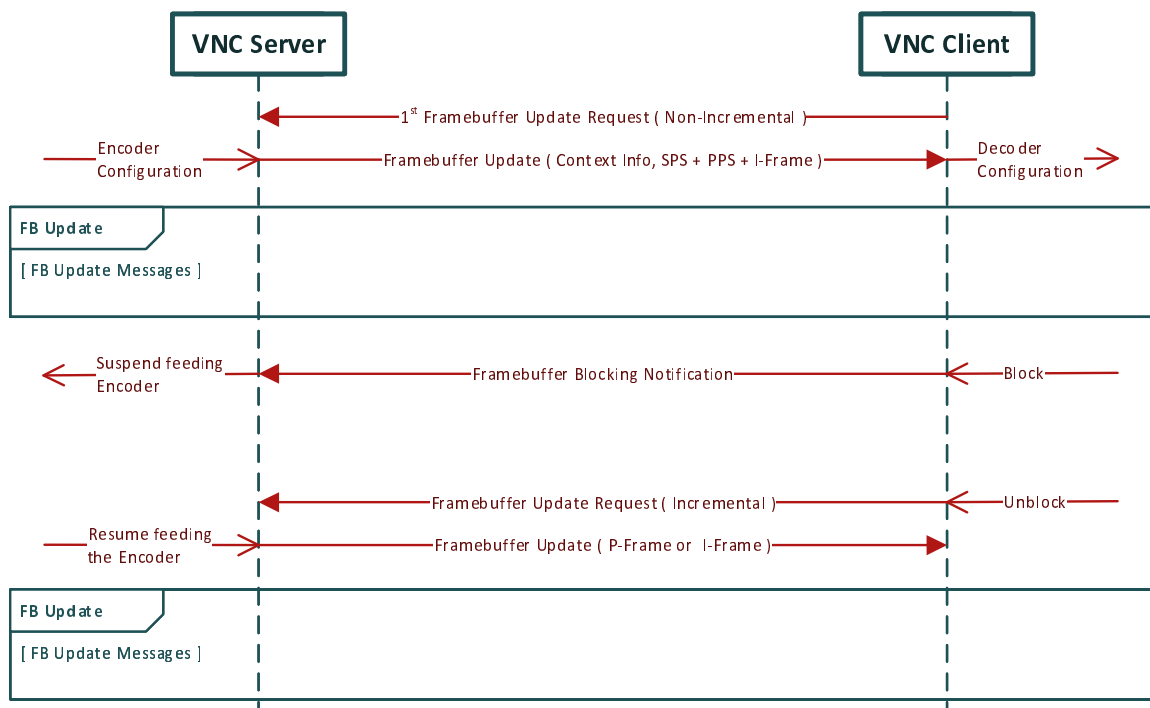 VNC Server
VNC Client
1st Framebuffer Update Request ( Non-Incremental )
Encoder
Configuration
Framebuffer Update ( Context Info, SPS + PPS + I-Frame )
Decoder
Configuration
FB Update
[ FB Update Messages ]
Suspend feeding
Encoder
Framebuffer Blocking Notification
Block
Framebuffer Update Request ( Incremental )
Unblock
Resume feeding
the Encoder
Framebuffer Update ( P-Frame or I-Frame )
FB Update
[ FB Update Messages ]